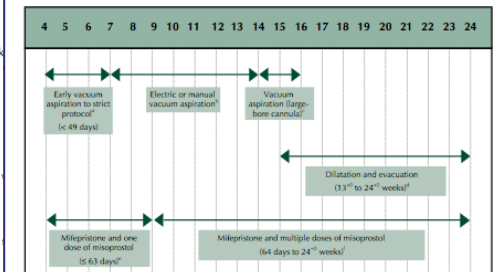 4 5 6 7 8 9 10 11 12 13 14 15 16 17 18 19 20 21 22 23 24
Early vacuum
aspiration to strict
protocolᵃ
(< 49 days)
Electric or manual
vacuum aspirationᵇ
Vacuum
aspiration (large-
bore cannula)ᶜ
Dilatation and evacuation
(13⁺⁰ to 24⁺⁰ weeks)ᵈ
Mifepristone and one
dose of misoprostol
(≤ 63 days)ᵉ
Mifepristone and multiple doses of misoprostol
(64 days to 24⁺⁰ weeks)ᶠ